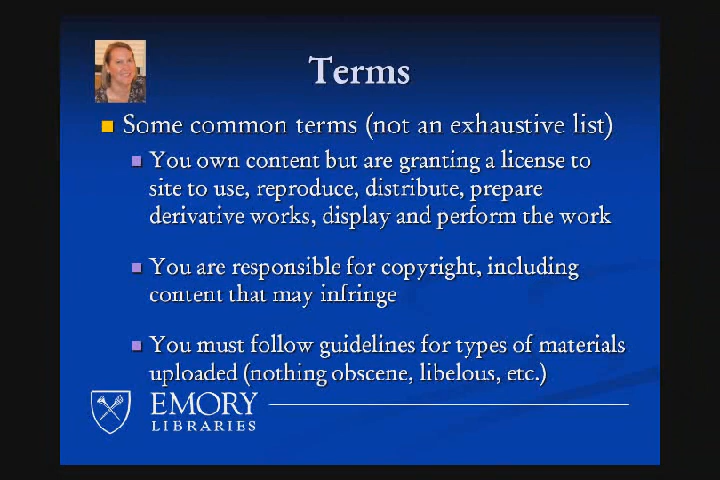 Terms
Some common terms (not an exhaustive list)
You own content but are granting a license to
site to use, reproduce, distribute, prepare
derivative works, display and perform the work
You are responsible for copyright, including
content that may infringe
You must follow guidelines for types of materials
uploaded (nothing obscene, libelous, etc.)
EMORY
LIBRARIES